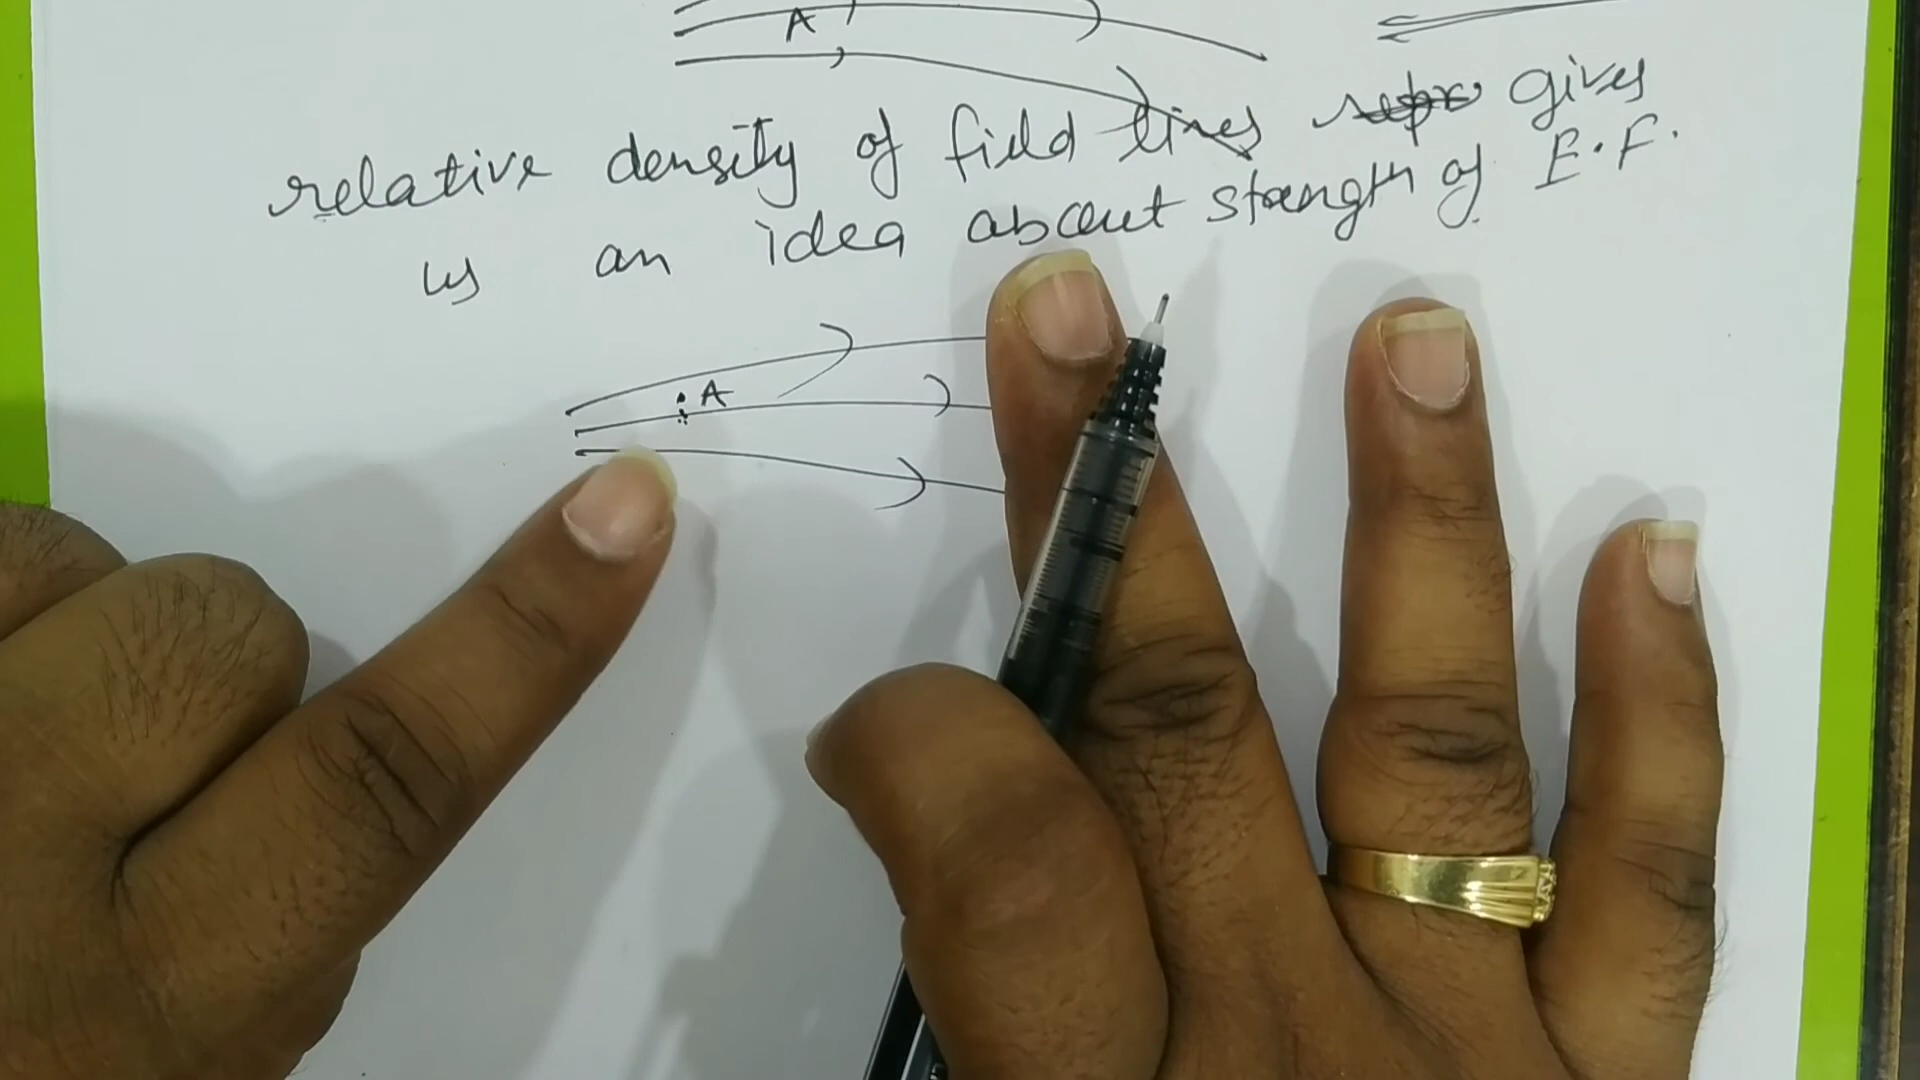 A
relative density of field lines gives
us an idea about strength of E.F.
A